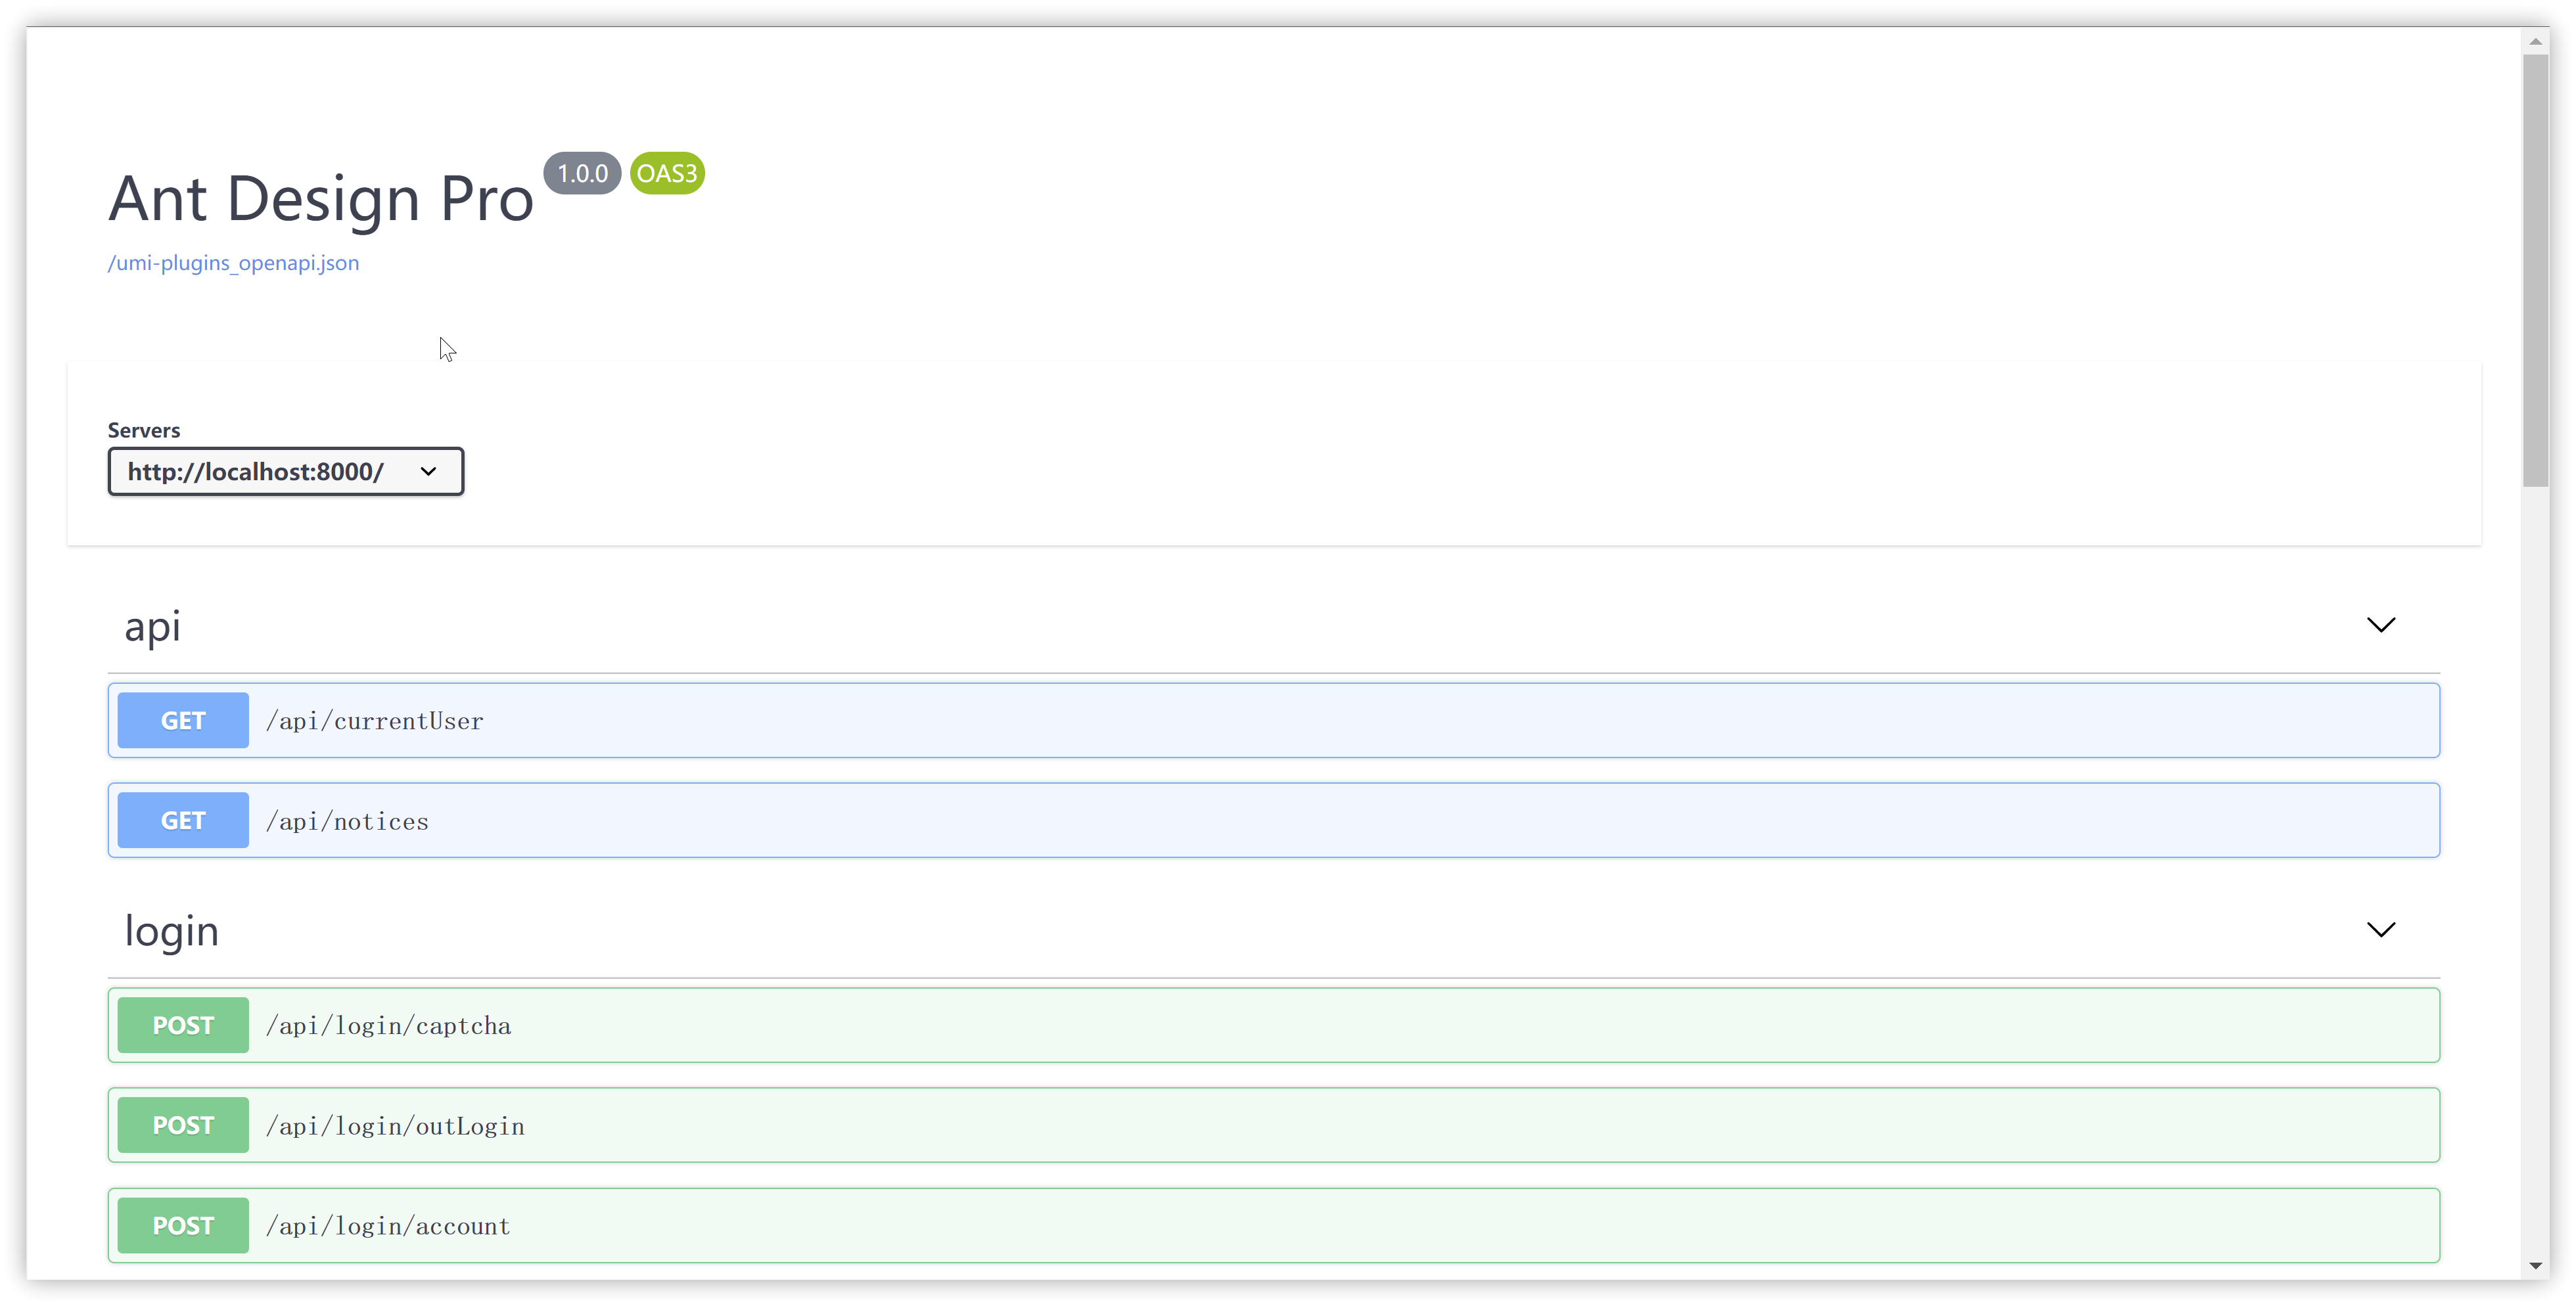 Ant Design Pro 1.0.0 OAS3
/umi-plugins_openapi.json
Servers
http://localhost:8000/
api
GET /api/currentUser
GET /api/notices
login
POST /api/login/captcha
POST /api/login/outLogin
POST /api/login/account